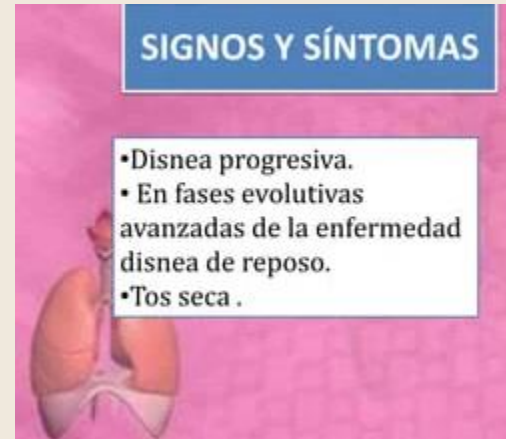 SIGNOS Y SÍNTOMAS
•Disnea progresiva.
• En fases evolutivas
avanzadas de la enfermedad
disnea de reposo.
•Tos seca .